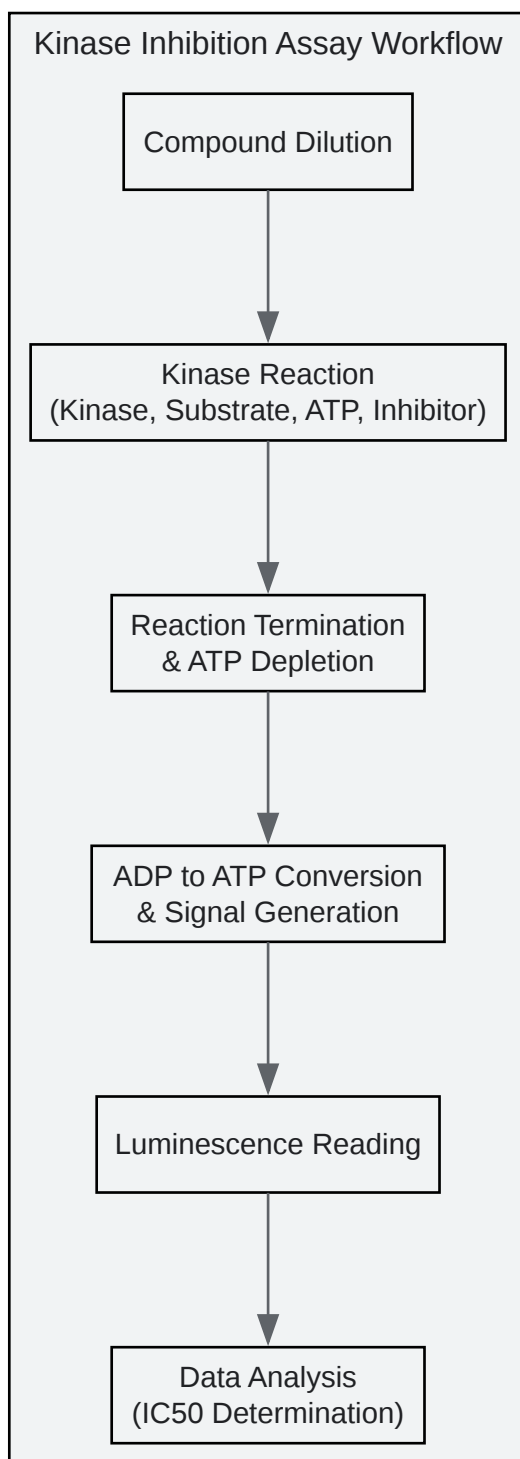 Kinase Inhibition Assay Workflow
Compound Dilution
Kinase Reaction
(Kinase, Substrate, ATP, Inhibitor)
Reaction Termination
& ATP Depletion
ADP to ATP Conversion
& Signal Generation
Luminescence Reading
Data Analysis
(IC50 Determination)